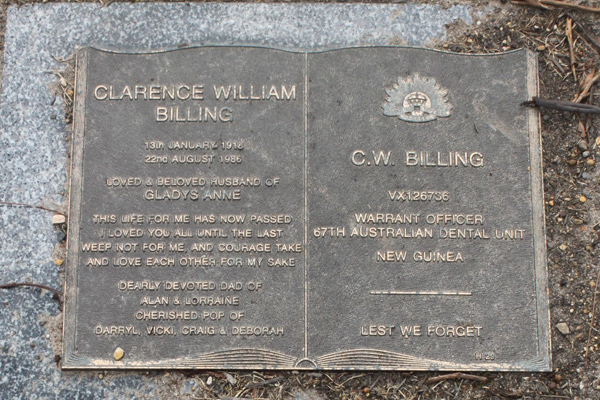 CLARENCE WILLIAM
BILLING
13TH JANUARY 1918
22ND AUGUST 1986
LOVED & BELOVED HUSBAND OF
GLADYS ANNE
THIS LIFE FOR ME HAS NOW PASSED
I LOVED YOU ALL UNTIL THE LAST
WEEP NOT FOR ME, AND COURAGE TAKE
AND LOVE EACH OTHER FOR MY SAKE
DEARLY DEVOTED DAD OF
ALAN & LORRAINE
CHERISHED POP OF
DARRYL, VICKI, CRAIG & DEBORAH
C.W. BILLING
VX126736
WARRANT OFFICER
67TH AUSTRALIAN DENTAL UNIT
NEW GUINEA
LEST WE FORGET